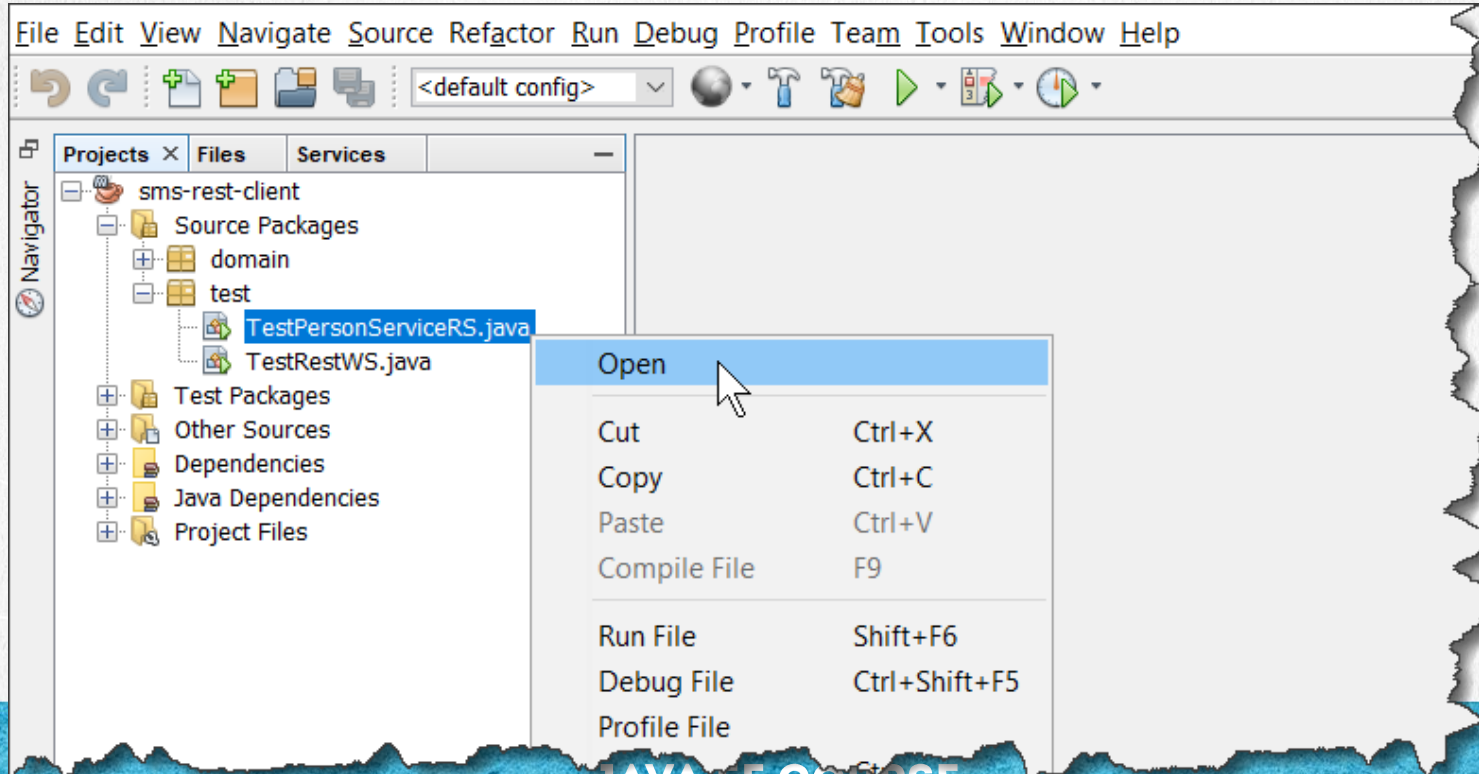 File Edit View Navigate Source Refactor Run Debug Profile Team Tools Window Help
<default config>
Projects Files Services
Navigator
sms-rest-client
Source Packages
domain
test
TestPersonServiceRS.java
TestRestWS.java
Test Packages
Other Sources
Dependencies
Java Dependencies
Project Files
Open
Cut Ctrl+X
Copy Ctrl+C
Paste Ctrl+V
Compile File F9
Run File Shift+F6
Debug File Ctrl+Shift+F5
Profile File
JAVA COURSE